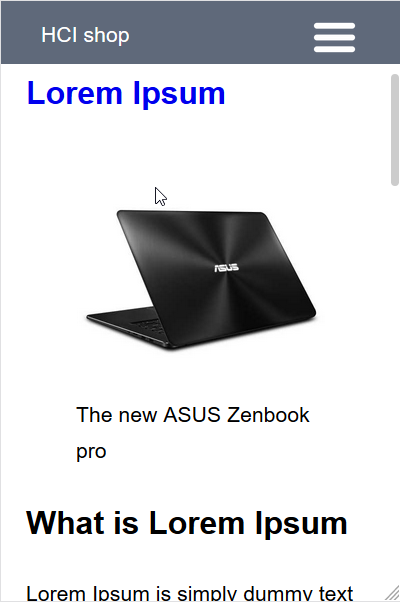 HCI shop
Lorem Ipsum
ASUS
The new ASUS Zenbook
pro
What is Lorem Ipsum
Lorem Ipsum is simply dummy text